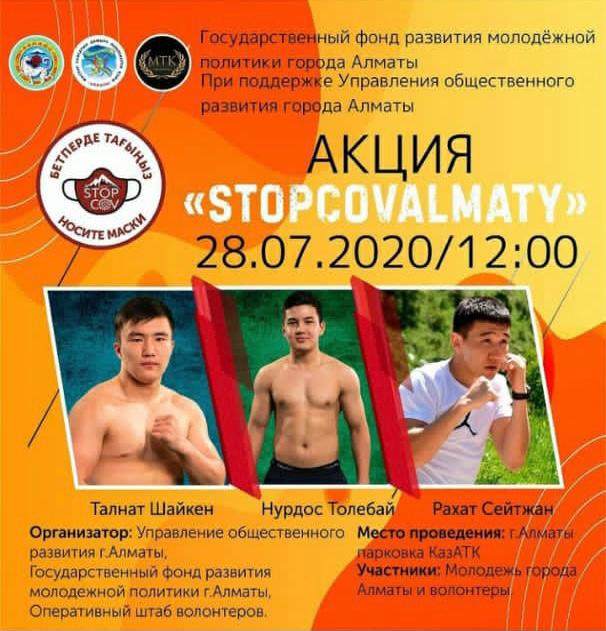 Государственный фонд развития молодёжной
политики города Алматы
При поддержке Управления общественного
развития города Алматы
МТК
БЕТПЕРДЕ ТАҒЫҢЫЗ
STOP
COV
НОСИТЕ МАСКИ
АКЦИЯ
«STOPCOVALMATY»
28.07.2020/12:00
Талнат Шайкен
Нурдос Толебай
Рахат Сейтжан
Организатор: Управление общественного
развития г.Алматы,
Государственный фонд развития
молодежной политики г.Алматы,
Оперативный штаб волонтеров.
Место проведения: г.Алматы
парковка КазАТК
Участники: Молодежь города
Алматы и волонтеры.